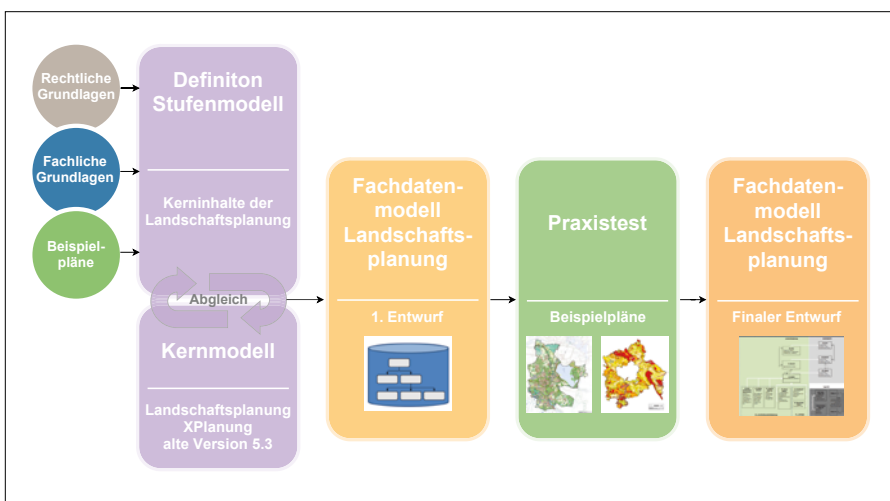 Rechtliche
Grundlagen
Fachliche
Grundlagen
Beispiel-
pläne
Definiton
Stufenmodell
Kerninhalte der
Landschaftsplanung
Abgleich
Kernmodell
Landschaftsplanung
XPlanung
alte Version 5.3
Fachdaten-
modell
Landschafts-
planung
1. Entwurf
Praxistest
Beispielpläne
Fachdaten-
modell
Landschafts-
planung
Finaler Entwurf